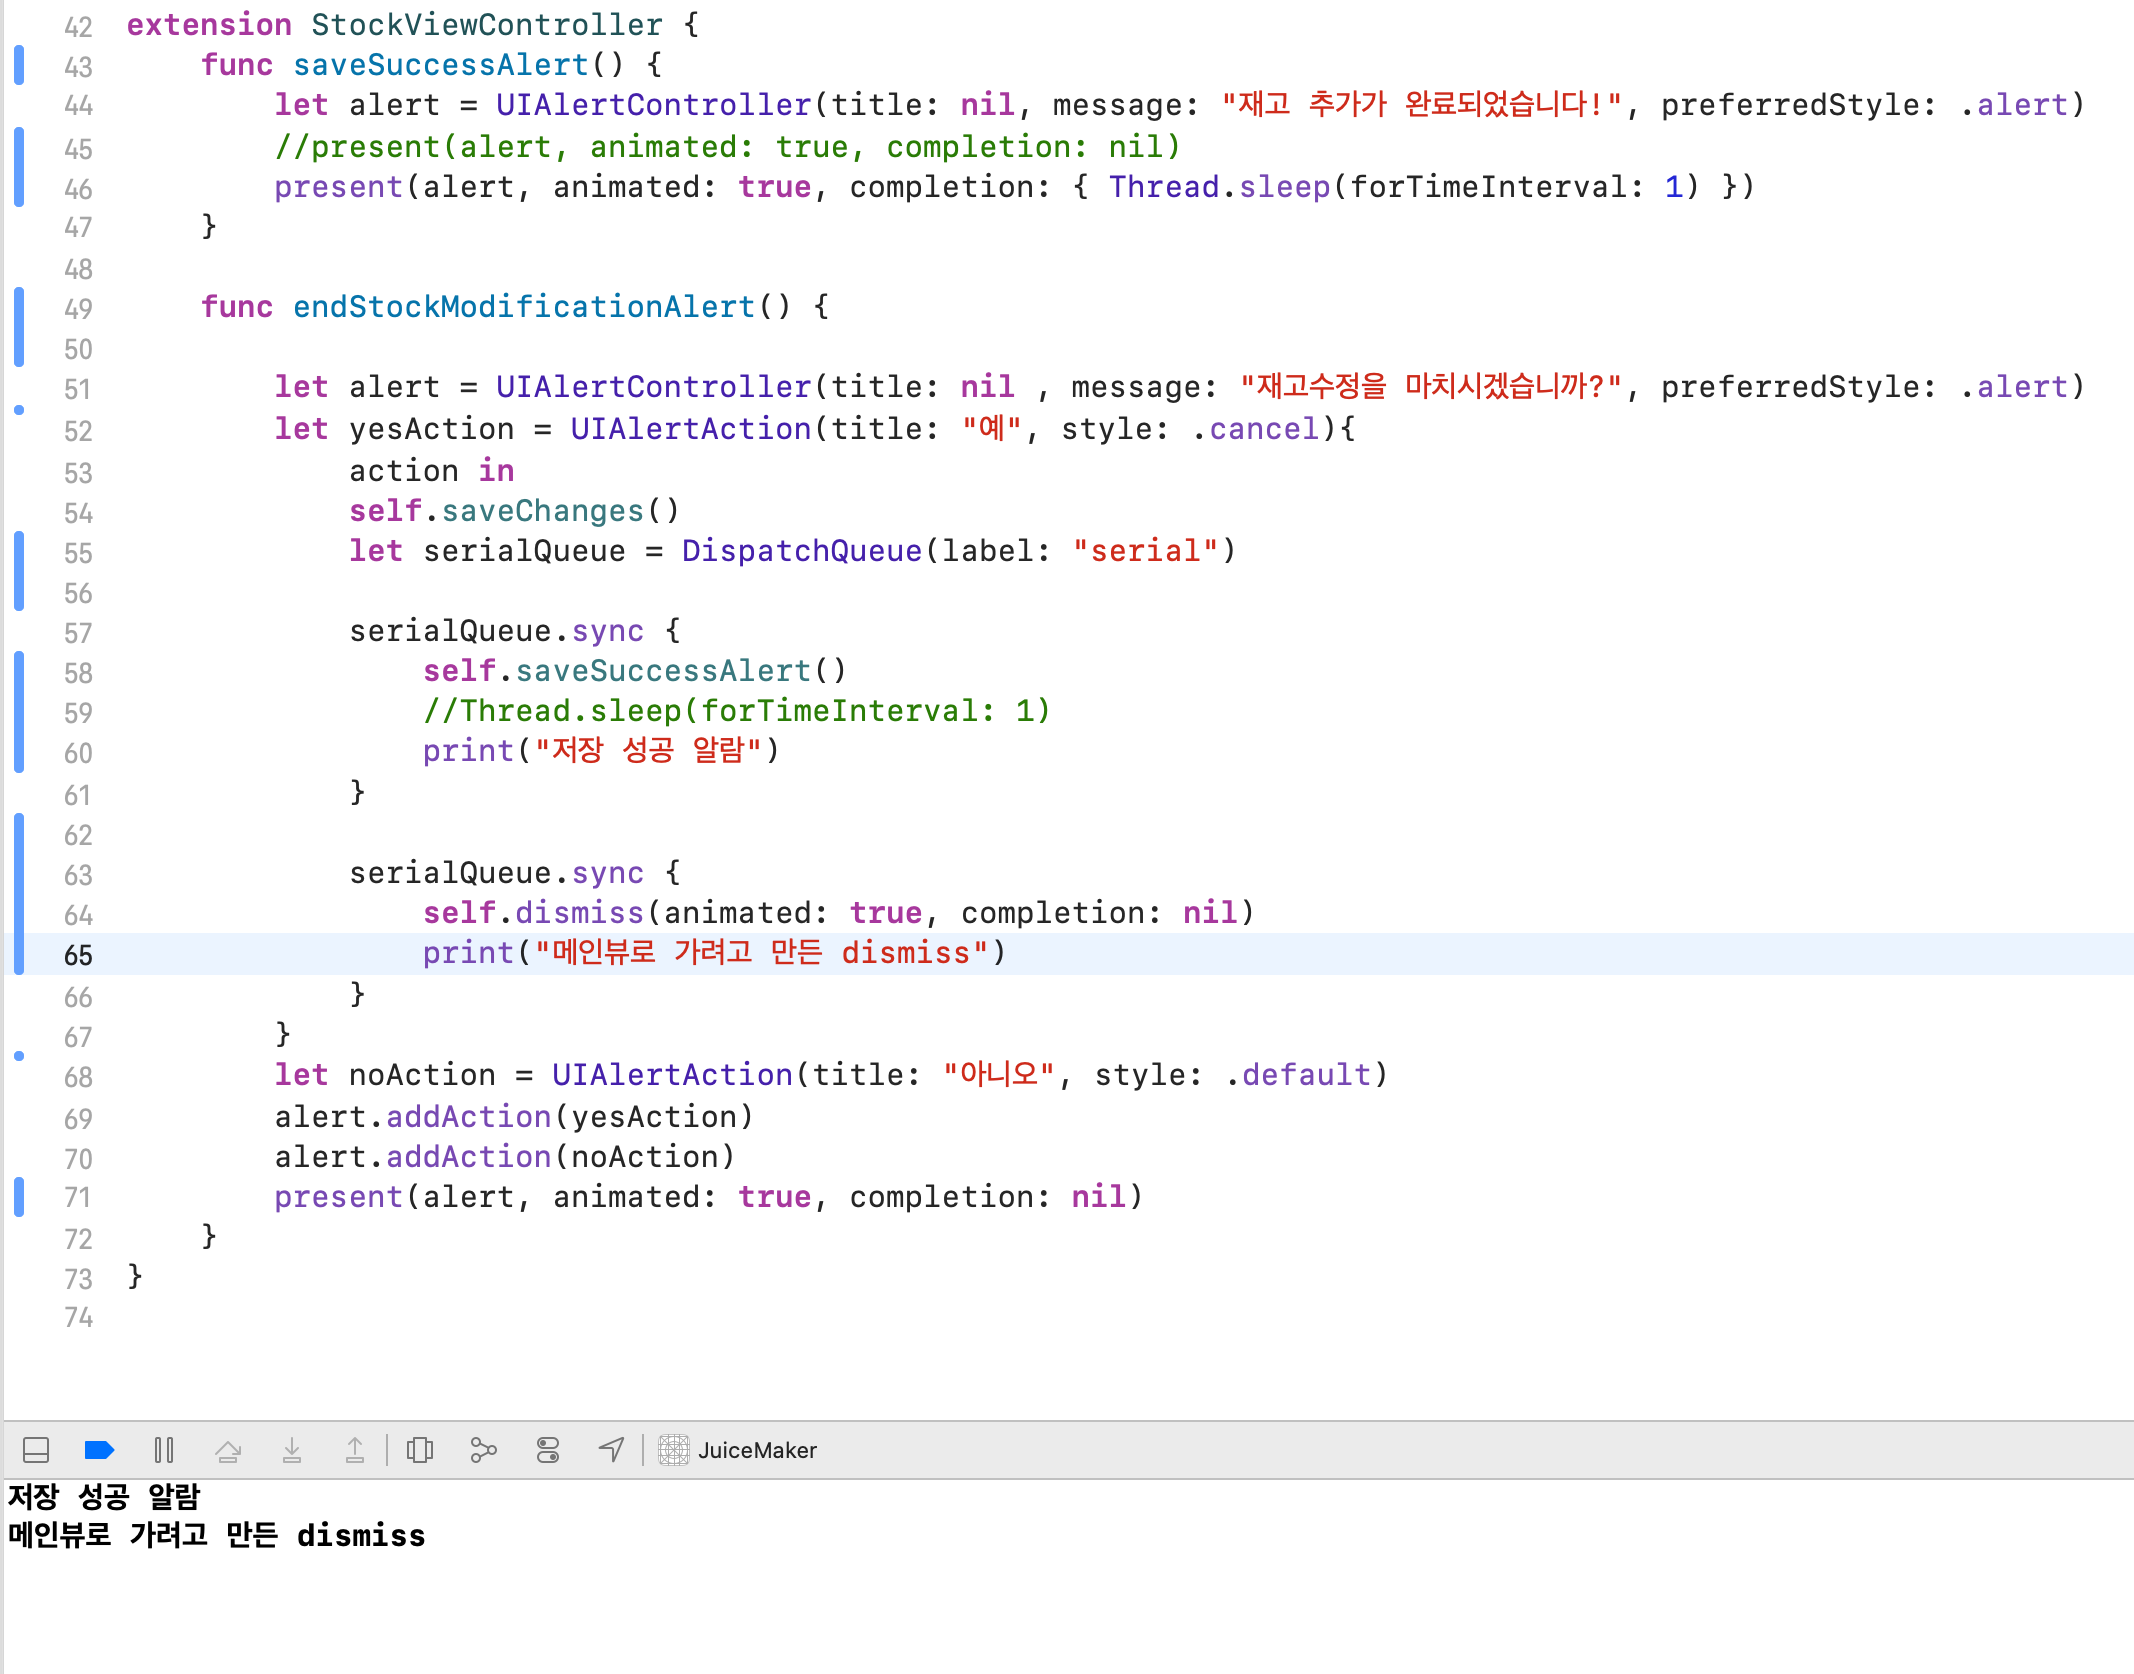 42 extension StockViewController {
43     func saveSuccessAlert() {
44         let alert = UIAlertController(title: nil, message: "재고 추가가 완료되었습니다!", preferredStyle: .alert)
45         //present(alert, animated: true, completion: nil)
46         present(alert, animated: true, completion: { Thread.sleep(forTimeInterval: 1) })
47     }
48
49     func endStockModificationAlert() {
50
51         let alert = UIAlertController(title: nil , message: "재고수정을 마치시겠습니까?", preferredStyle: .alert)
52         let yesAction = UIAlertAction(title: "예", style: .cancel){
53             action in
54             self.saveChanges()
55             let serialQueue = DispatchQueue(label: "serial")
56
57             serialQueue.sync {
58                 self.saveSuccessAlert()
59                 //Thread.sleep(forTimeInterval: 1)
60                 print("저장 성공 알람")
61             }
62
63             serialQueue.sync {
64                 self.dismiss(animated: true, completion: nil)
65                 print("메인뷰로 가려고 만든 dismiss")
66             }
67         }
68         let noAction = UIAlertAction(title: "아니오", style: .default)
69         alert.addAction(yesAction)
70         alert.addAction(noAction)
71         present(alert, animated: true, completion: nil)
72     }
73 }
74
JuiceMaker
저장 성공 알람
메인뷰로 가려고 만든 dismiss